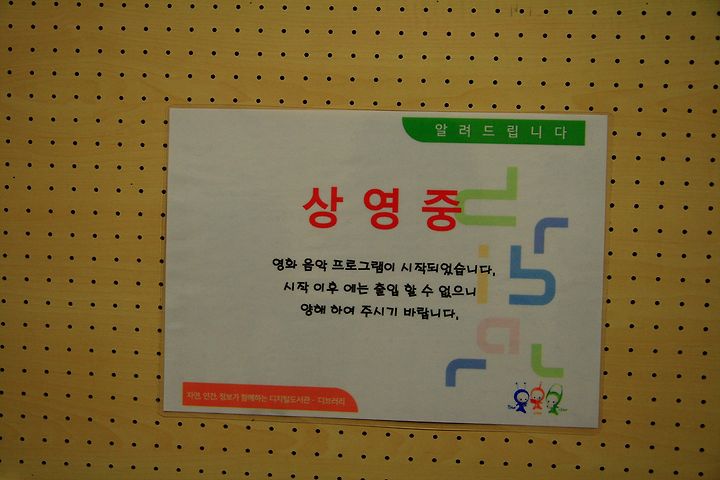 알려드립니다
상영중
영화 음악 프로그램이 시작되었습니다.
시작 이후 에는 출입 할 수 없으니
양해 하여 주시기 바랍니다.
자연, 인간, 정보가 함께하는 디지털도서관 - 디브러리